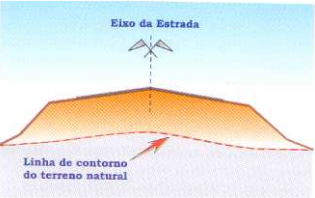 Eixo da Estrada
Linha de contorno
do terreno natural